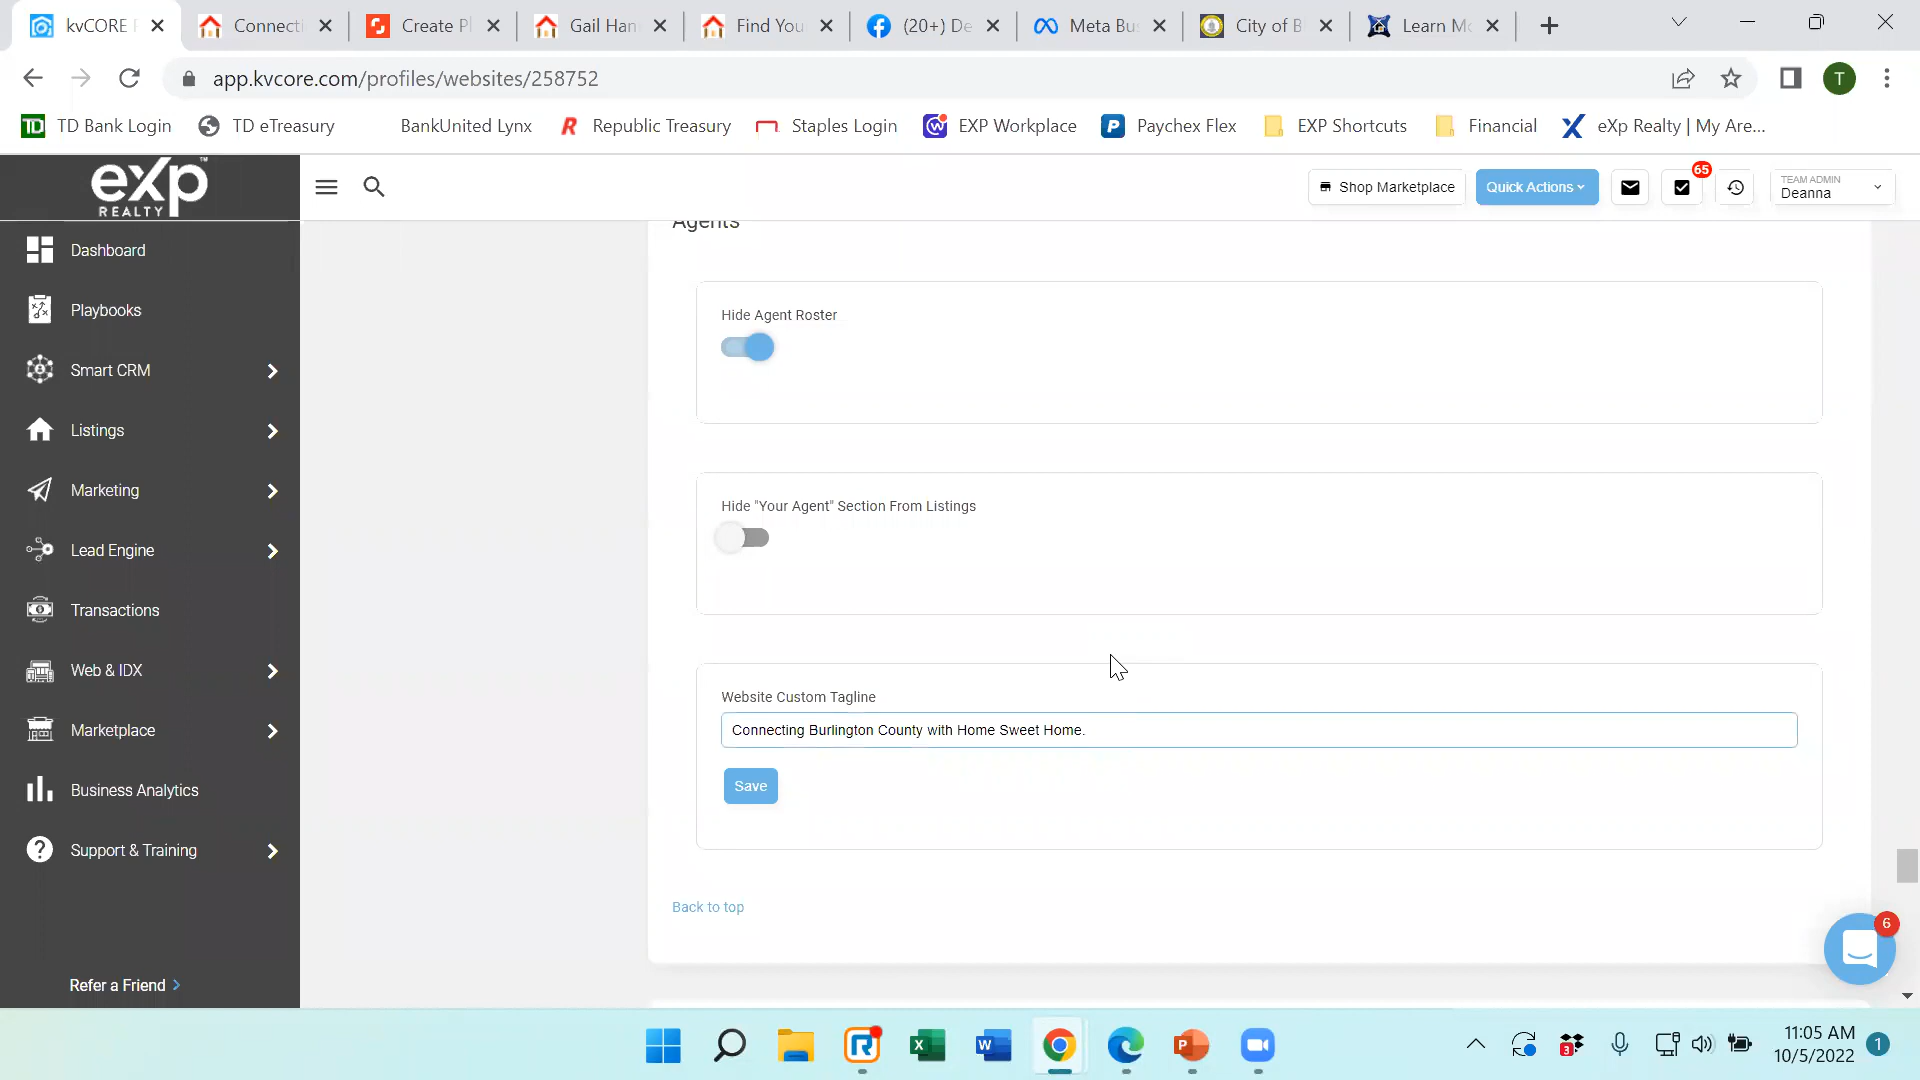 kvCORE
Connecti
Create Pl
Gail Han
Find You
(20+) De
Meta Bus
City of B
Learn Mo
app.kvcore.com/profiles/websites/258752
T
TD Bank Login
TD eTreasury
BankUnited Lynx
Republic Treasury
Staples Login
EXP Workplace
Paychex Flex
EXP Shortcuts
Financial
eXp Realty | My Are...
eXp
REALTY
Shop Marketplace
Quick Actions
65
TEAM ADMIN
Deanna
Dashboard
Playbooks
Smart CRM
Listings
Marketing
Lead Engine
Transactions
Web & IDX
Marketplace
Business Analytics
Support & Training
Refer a Friend
Agents
Hide Agent Roster
Hide "Your Agent" Section From Listings
Website Custom Tagline
Connecting Burlington County with Home Sweet Home.
Save
Back to top
6
3
11:05 AM
10/5/2022
1